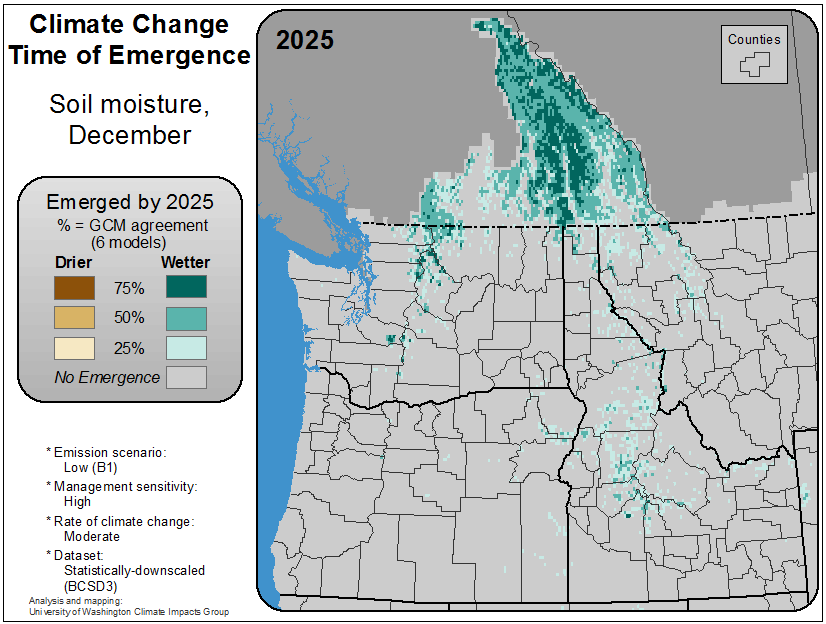 Climate Change
Time of Emergence
Soil moisture,
December
2025
Counties
Emerged by 2025
% = GCM agreement
(6 models)
Drier Wetter
75%
50%
25%
No Emergence
* Emission scenario:
Low (B1)
* Management sensitivity:
High
* Rate of climate change:
Moderate
* Dataset:
Statistically-downscaled
(BCSD3)
Analysis and mapping:
University of Washington Climate Impacts Group